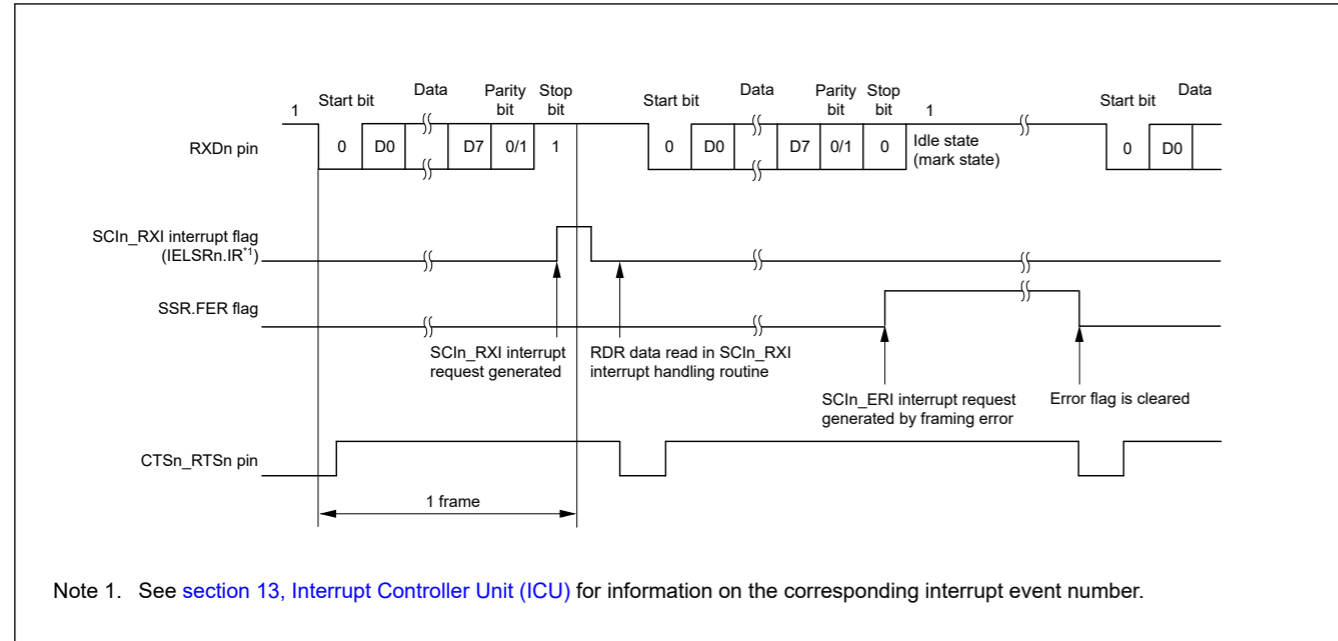 Start bit
Data
Parity bit
Stop bit
Start bit
Data
Parity bit
Stop bit
1
Start bit
Data
1
RXDn pin
0
D0
D7
0/1
1
0
D0
D7
0/1
0
Idle state
(mark state)
0
D0
SCIn_RXI interrupt flag
(IELSRn.IR*1)
SSR.FER flag
SCIn_RXI interrupt
request generated
RDR data read in SCIn_RXI
interrupt handling routine
SCIn_ERI interrupt request
generated by framing error
Error flag is cleared
CTSn_RTSn pin
1 frame
Note 1. See section 13, Interrupt Controller Unit (ICU) for information on the corresponding interrupt event number.